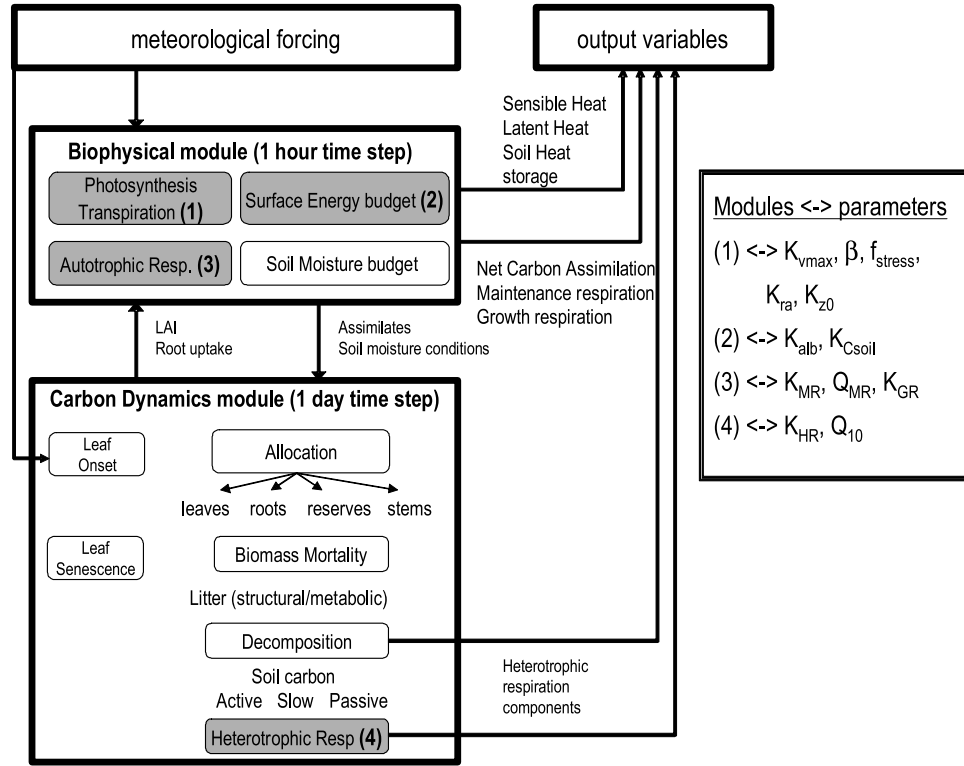 meteorological forcing
output variables
Sensible Heat
Latent Heat
Soil Heat
storage
Biophysical module (1 hour time step)
Photosynthesis
Transpiration (1)
Surface Energy budget (2)
Autotrophic Resp. (3)
Soil Moisture budget
Net Carbon Assimilation
Maintenance respiration
Growth respiration
LAI
Root uptake
Assimilates
Soil moisture conditions
Carbon Dynamics module (1 day time step)
Leaf
Onset
Allocation
leaves roots reserves stems
Leaf
Senescence
Biomass Mortality
Litter (structural/metabolic)
Decomposition
Soil carbon
Active Slow Passive
Heterotrophic Resp (4)
Heterotrophic
respiration
components
Modules <-> parameters
(1) <-> Kvmax, β, fstress,
Kra, Kz0
(2) <-> Kalb, KCsoil
(3) <-> KMR, QMR, KGR
(4) <-> KHR, Q10